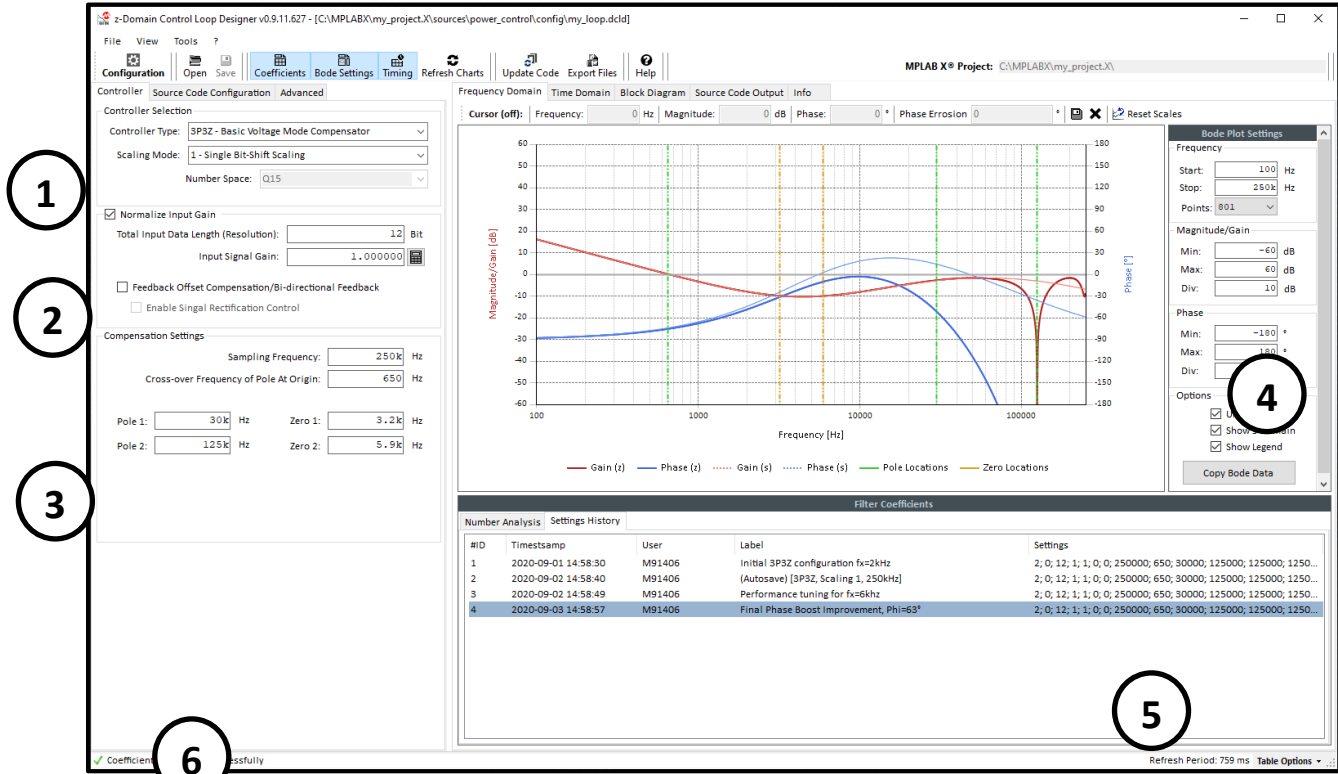 z-Domain Control Loop Designer v0.9.11.627 - [C:\MPLABX\my_project.X\sources\power_control\config\my_loop.dcld]
File View Tools ?
Configuration Open Save Coefficients Bode Settings Timing Refresh Charts Update Code Export Files Help MPLAB X® Project: C:\MPLABX\my_project.X\
Controller Source Code Configuration Advanced
Controller Selection
Controller Type: 3P3Z - Basic Voltage Mode Compensator
Scaling Mode: 1 - Single Bit-Shift Scaling
Number Space: Q15
1
Normalize Input Gain
Total Input Data Length (Resolution): 12 Bit
Input Signal Gain: 1.000000
Feedback Offset Compensation/Bi-directional Feedback
Enable Singal Rectification Control
2
Compensation Settings
Sampling Frequency: 250k Hz
Cross-over Frequency of Pole At Origin: 650 Hz
Pole 1: 30k Hz Zero 1: 3.2k Hz
Pole 2: 125k Hz Zero 2: 5.9k Hz
3
Frequency Domain Time Domain Block Diagram Source Code Output Info
Cursor (off): Frequency: 0 Hz Magnitude: 0 dB Phase: 0 ° Phase Errosion 0 ° Reset Scales
Magnitude/Gain [dB]
60
50
40
30
20
10
0
-10
-20
-30
-40
-50
-60
180
150
120
90
60
30
0
-30
-60
-90
-120
-150
-180
Phase [°]
100 1000 10000 100000
Frequency [Hz]
Gain (z) Phase (z) Gain (s) Phase (s) Pole Locations Zero Locations
Bode Plot Settings
Frequency
Start: 100 Hz
Stop: 250k Hz
Points: 801
Magnitude/Gain
Min: -60 dB
Max: 60 dB
Div: 10 dB
Phase
Min: -180 °
Max: 180 °
Div:
4
Options
Show
Show Legend
Copy Bode Data
Filter Coefficients
Number Analysis Settings History
#ID Timestsamp User Label Settings
1 2020-09-01 14:58:30 M91406 Initial 3P3Z configuration fx=2kHz 2; 0; 12; 1; 1; 0; 0; 250000; 650; 30000; 125000; 125000; 1250...
2 2020-09-02 14:58:40 M91406 (Autosave) [3P3Z, Scaling 1, 250kHz] 2; 0; 12; 1; 1; 0; 0; 250000; 650; 30000; 125000; 125000; 1250...
3 2020-09-02 14:58:49 M91406 Performance tuning for fx=6khz 2; 0; 12; 1; 1; 0; 0; 250000; 650; 30000; 125000; 125000; 1250...
4 2020-09-03 14:58:57 M91406 Final Phase Boost Improvement, Phi=63° 2; 0; 12; 1; 1; 0; 0; 250000; 650; 30000; 125000; 125000; 1250...
5
6
Refresh Period: 759 ms Table Options